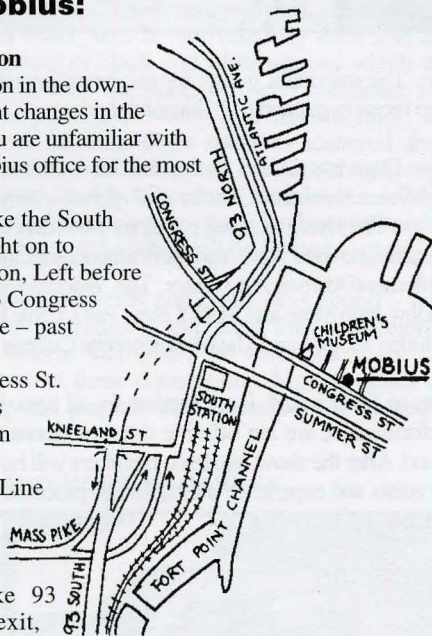 obius:
on
on in the down-
nt changes in the
u are unfamiliar with
bius office for the most
ke the South
ght on to
on, Left before
o Congress
e – past
ess St.
m
Line
ke 93
exit,
ATLANTIC AVE.
93 NORTH
CONGRESS ST
CHILDREN'S
MUSEUM
MOBIUS
CONGRESS ST
SUMMER ST
SOUTH
STATION
KNEELAND ST
FORT POINT CHANNEL
MASS PIKE
93 SOUTH